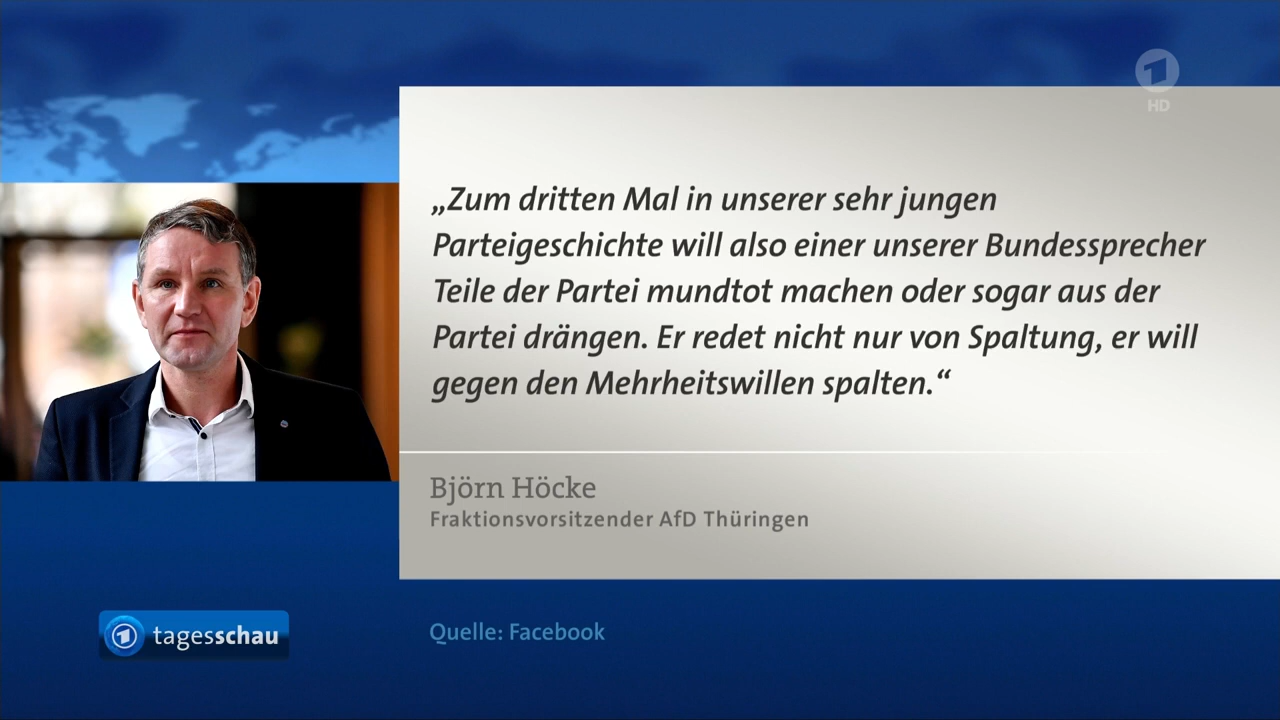 1
HD
„Zum dritten Mal in unserer sehr jungen
Parteigeschichte will also einer unserer Bundessprecher
Teile der Partei mundtot machen oder sogar aus der
Partei drängen. Er redet nicht nur von Spaltung, er will
gegen den Mehrheitswillen spalten.“
Björn Höcke
Fraktionsvorsitzender AfD Thüringen
1 tagesschau
Quelle: Facebook